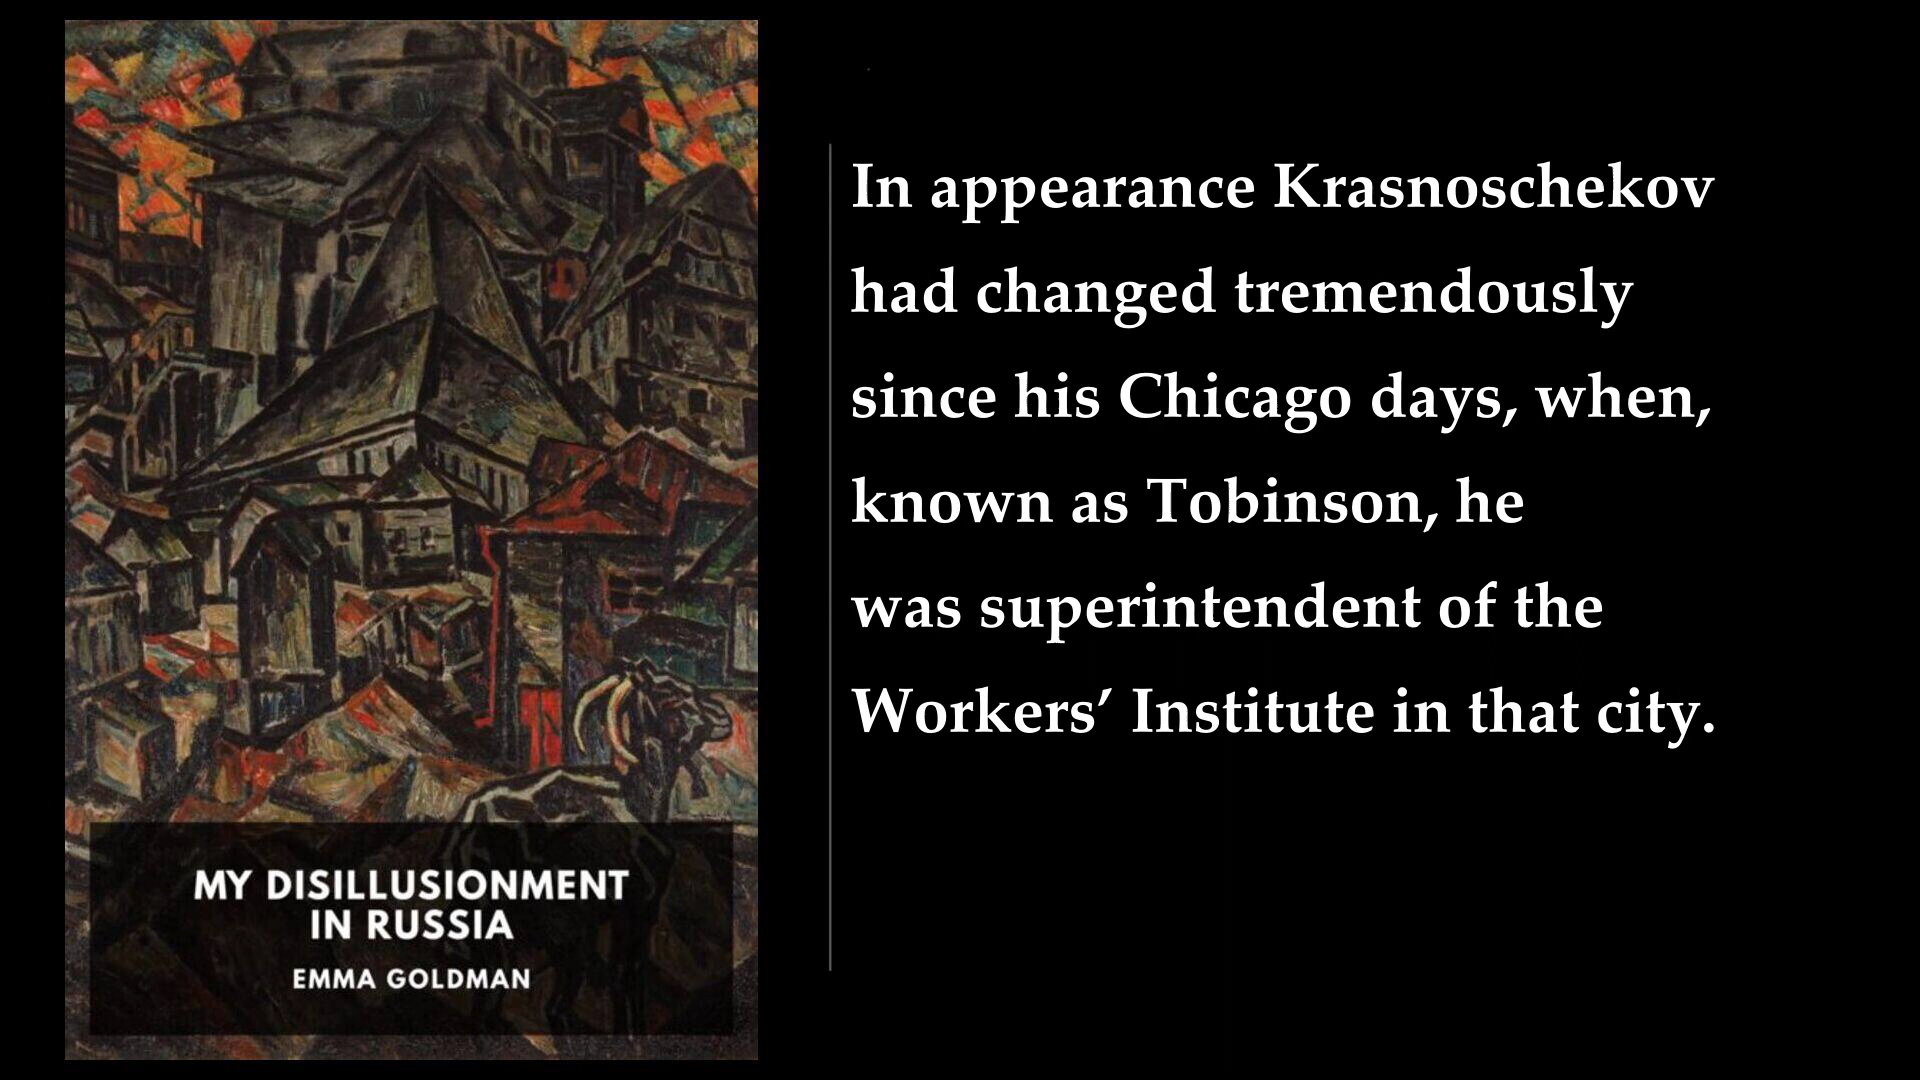 MY DISILLUSIONMENT
IN RUSSIA
EMMA GOLDMAN
In appearance Krasnoschekov
had changed tremendously
since his Chicago days, when,
known as Tobinson, he
was superintendent of the
Workers’ Institute in that city.